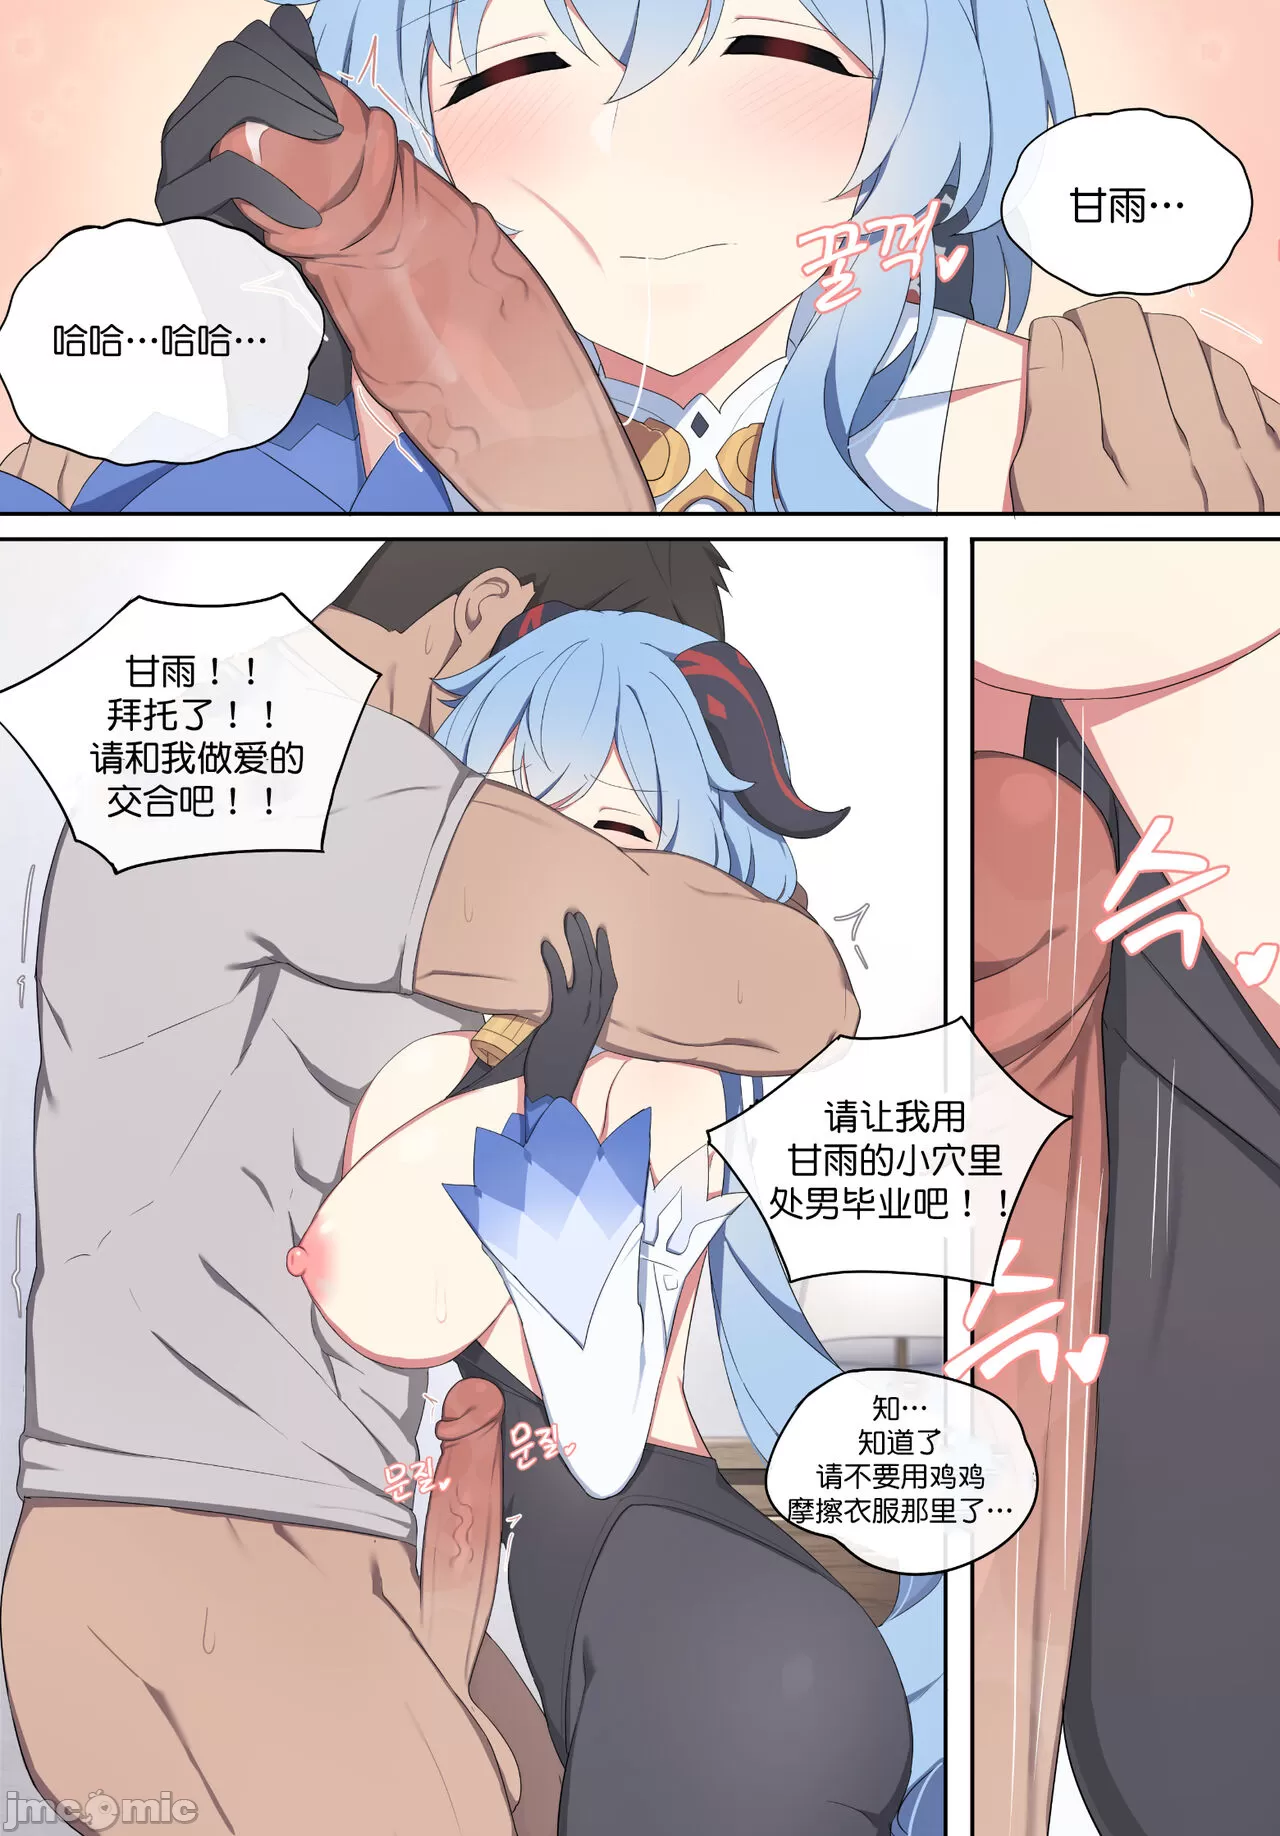 甘雨…
꿀꺽
哈哈…哈哈…
甘雨！！
拜托了！！
请和我做爱的
交合吧！！
슥
请让我用
甘雨的小穴里
处男毕业吧！！
슥
知…
知道了
请不要用鸡鸡
摩擦衣服那里了…
문질
문질
jmcomic